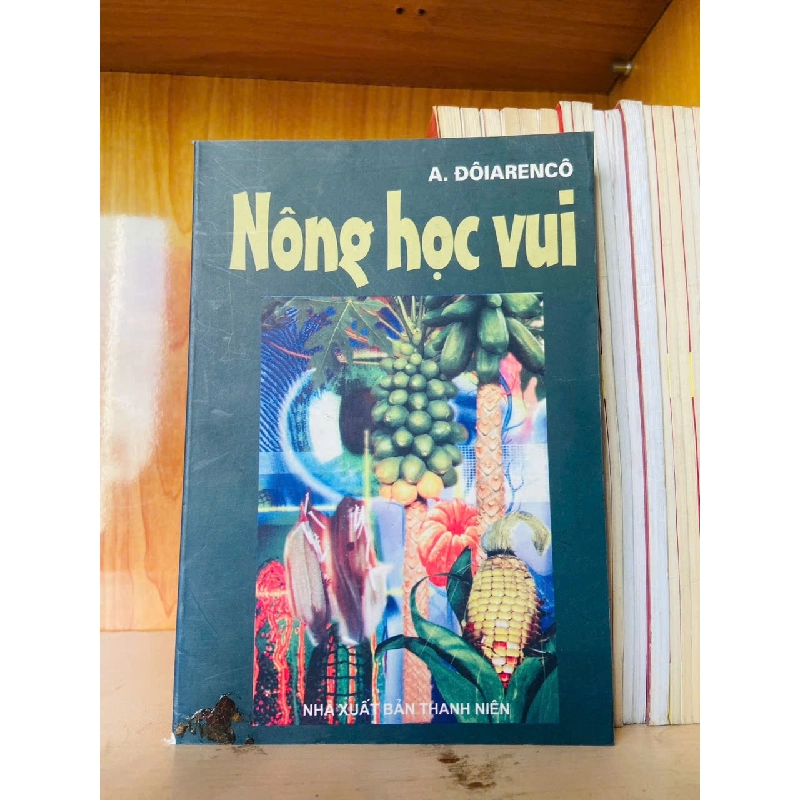 A. ĐÔIARENCÔ
Nông học vui
NHÀ XUẤT BẢN THANH NIÊN